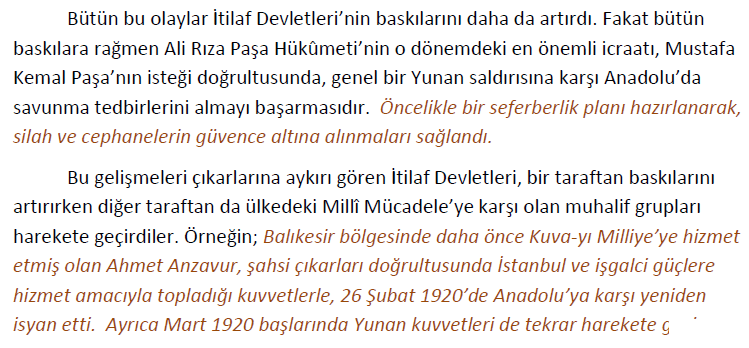 Bütün bu olaylar İtilaf Devletleri’nin baskılarını daha da artırdı. Fakat bütün
baskılara rağmen Ali Rıza Paşa Hükûmeti’nin o dönemdeki en önemli icraatı, Mustafa
Kemal Paşa’nın isteği doğrultusunda, genel bir Yunan saldırısına karşı Anadolu’da
savunma tedbirlerini almayı başarmasıdır. Öncelikle bir seferberlik planı hazırlanarak,
silah ve cephanelerin güvence altına alınmaları sağlandı.
Bu gelişmeleri çıkarlarına aykırı gören İtilaf Devletleri, bir taraftan baskılarını
artırırken diğer taraftan da ülkedeki Millî Mücadele’ye karşı olan muhalif grupları
harekete geçirdiler. Örneğin; Balıkesir bölgesinde daha önce Kuva-yı Milliye’ye hizmet
etmiş olan Ahmet Anzavur, şahsi çıkarları doğrultusunda İstanbul ve işgalci güçlere
hizmet amacıyla topladığı kuvvetlerle, 26 Şubat 1920’de Anadolu’ya karşı yeniden
isyan etti. Ayrıca Mart 1920 başlarında Yunan kuvvetleri de tekrar harekete